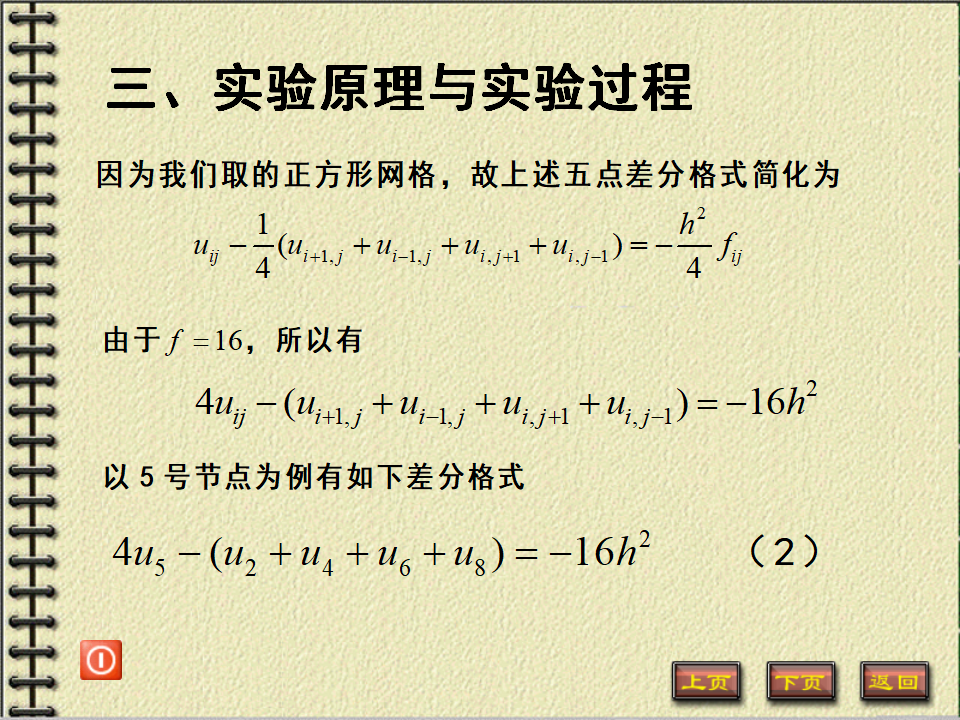 三、实验原理与实验过程
因为我们取的正方形网格，故上述五点差分格式简化为
$u_{ij} - \frac{1}{4}(u_{i+1,j} + u_{i-1,j} + u_{i,j+1} + u_{i,j-1}) = -\frac{h^2}{4} f_{ij}$
由于 $f = 16$，所以有
$4u_{ij} - (u_{i+1,j} + u_{i-1,j} + u_{i,j+1} + u_{i,j-1}) = -16h^2$
以 5 号节点为例有如下差分格式
$4u_5 - (u_2 + u_4 + u_6 + u_8) = -16h^2$ （2）
上页 下页 返回